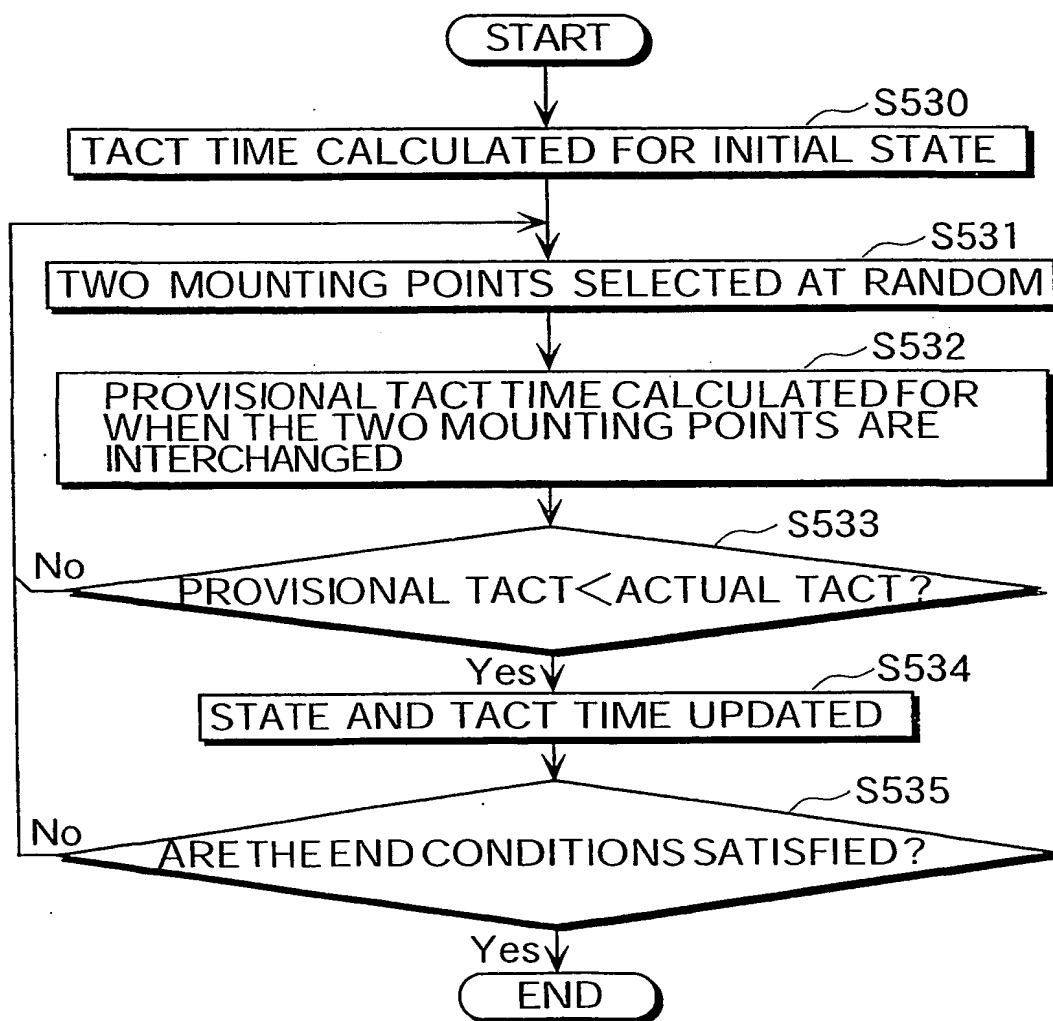 START
S530
TACT TIME CALCULATED FOR INITIAL STATE
S531
TWO MOUNTING POINTS SELECTED AT RANDOM
S532
PROVISIONAL TACT TIME CALCULATED FOR
WHEN THE TWO MOUNTING POINTS ARE
INTERCHANGED
S533
No
PROVISIONAL TACT<ACTUAL TACT?
Yes
S534
STATE AND TACT TIME UPDATED
S535
No
ARE THE END CONDITIONS SATISFIED?
Yes
END